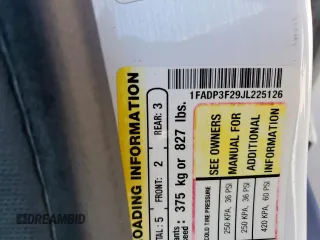 1FADP3F29JL225126
LOADING INFORMATION
TOTAL: 5 FRONT: 2 REAR: 3
375 kg or 827 lbs.
SEE OWNERS
MANUAL FOR
ADDITIONAL
INFORMATION
COLD TIRE PRESSURE
250 KPA, 36 PSI
250 KPA, 36 PSI
420 KPA, 60 PSI
DREAMBID